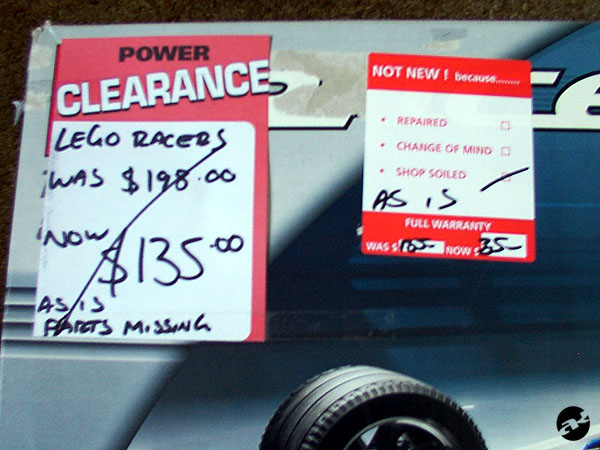 POWER
CLEARANCE
LEGO RACERS
WAS $198.00
NOW
$135.00
AS IS
PARTS MISSING
NOT NEW ! because........
• REPAIRED
• CHANGE OF MIND
• SHOP SOILED
AS IS
FULL WARRANTY
WAS $135- NOW $35-